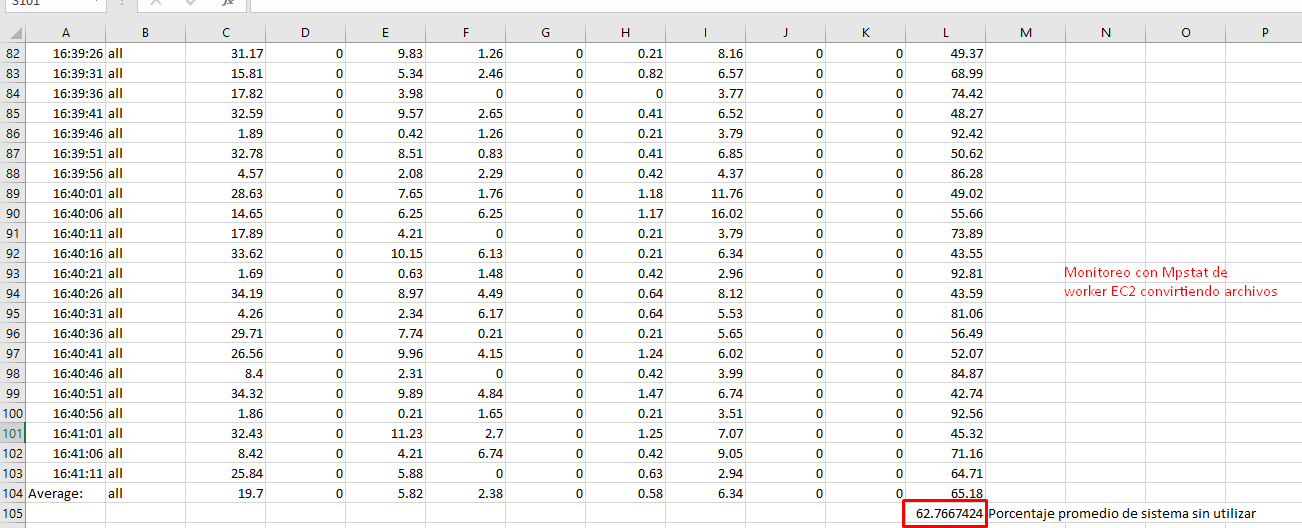 A B C D E F G H I J K L M N O P
82 16:39:26 all 31.17 0 9.83 1.26 0 0.21 8.16 0 0 49.37
83 16:39:31 all 15.81 0 5.34 2.46 0 0.82 6.57 0 0 68.99
84 16:39:36 all 17.82 0 3.98 0 0 0 3.77 0 0 74.42
85 16:39:41 all 32.59 0 9.57 2.65 0 0.41 6.52 0 0 48.27
86 16:39:46 all 1.89 0 0.42 1.26 0 0.21 3.79 0 0 92.42
87 16:39:51 all 32.78 0 8.51 0.83 0 0.41 6.85 0 0 50.62
88 16:39:56 all 4.57 0 2.08 2.29 0 0.42 4.37 0 0 86.28
89 16:40:01 all 28.63 0 7.65 1.76 0 1.18 11.76 0 0 49.02
90 16:40:06 all 14.65 0 6.25 6.25 0 1.17 16.02 0 0 55.66
91 16:40:11 all 17.89 0 4.21 0 0 0.21 3.79 0 0 73.89
92 16:40:16 all 33.62 0 10.15 6.13 0 0.21 6.34 0 0 43.55
93 16:40:21 all 1.69 0 0.63 1.48 0 0.42 2.96 0 0 92.81
Monitoreo con Mpstat de
94 16:40:26 all 34.19 0 8.97 4.49 0 0.64 8.12 0 0 43.59
worker EC2 convirtiendo archivos
95 16:40:31 all 4.26 0 2.34 6.17 0 0.64 5.53 0 0 81.06
96 16:40:36 all 29.71 0 7.74 0.21 0 0.21 5.65 0 0 56.49
97 16:40:41 all 26.56 0 9.96 4.15 0 1.24 6.02 0 0 52.07
98 16:40:46 all 8.4 0 2.31 0 0 0.42 3.99 0 0 84.87
99 16:40:51 all 34.32 0 9.89 4.84 0 1.47 6.74 0 0 42.74
100 16:40:56 all 1.86 0 0.21 1.65 0 0.21 3.51 0 0 92.56
101 16:41:01 all 32.43 0 11.23 2.7 0 1.25 7.07 0 0 45.32
102 16:41:06 all 8.42 0 4.21 6.74 0 0.42 9.05 0 0 71.16
103 16:41:11 all 25.84 0 5.88 0 0 0.63 2.94 0 0 64.71
104 Average: all 19.7 0 5.82 2.38 0 0.58 6.34 0 0 65.18
105 62.7667424 Porcentaje promedio de sistema sin utilizar